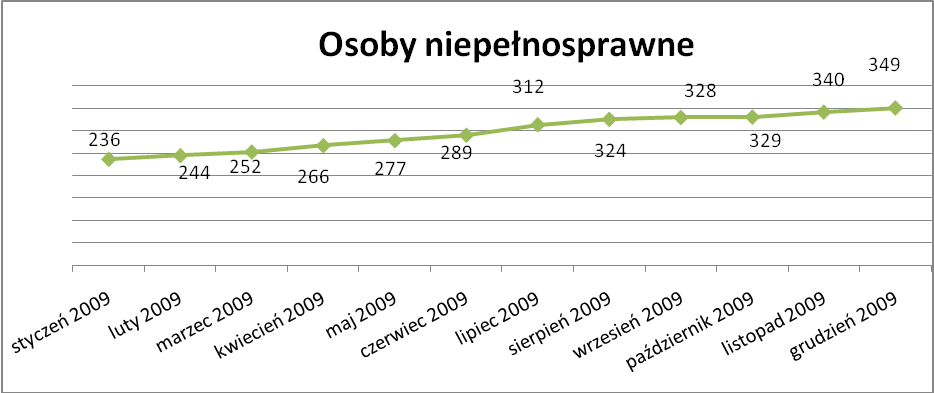 Osoby niepełnosprawne
236
244
252
266
277
289
312
324
328
329
340
349
styczeń 2009
luty 2009
marzec 2009
kwiecień 2009
maj 2009
czerwiec 2009
lipiec 2009
sierpień 2009
wrzesień 2009
październik 2009
listopad 2009
grudzień 2009